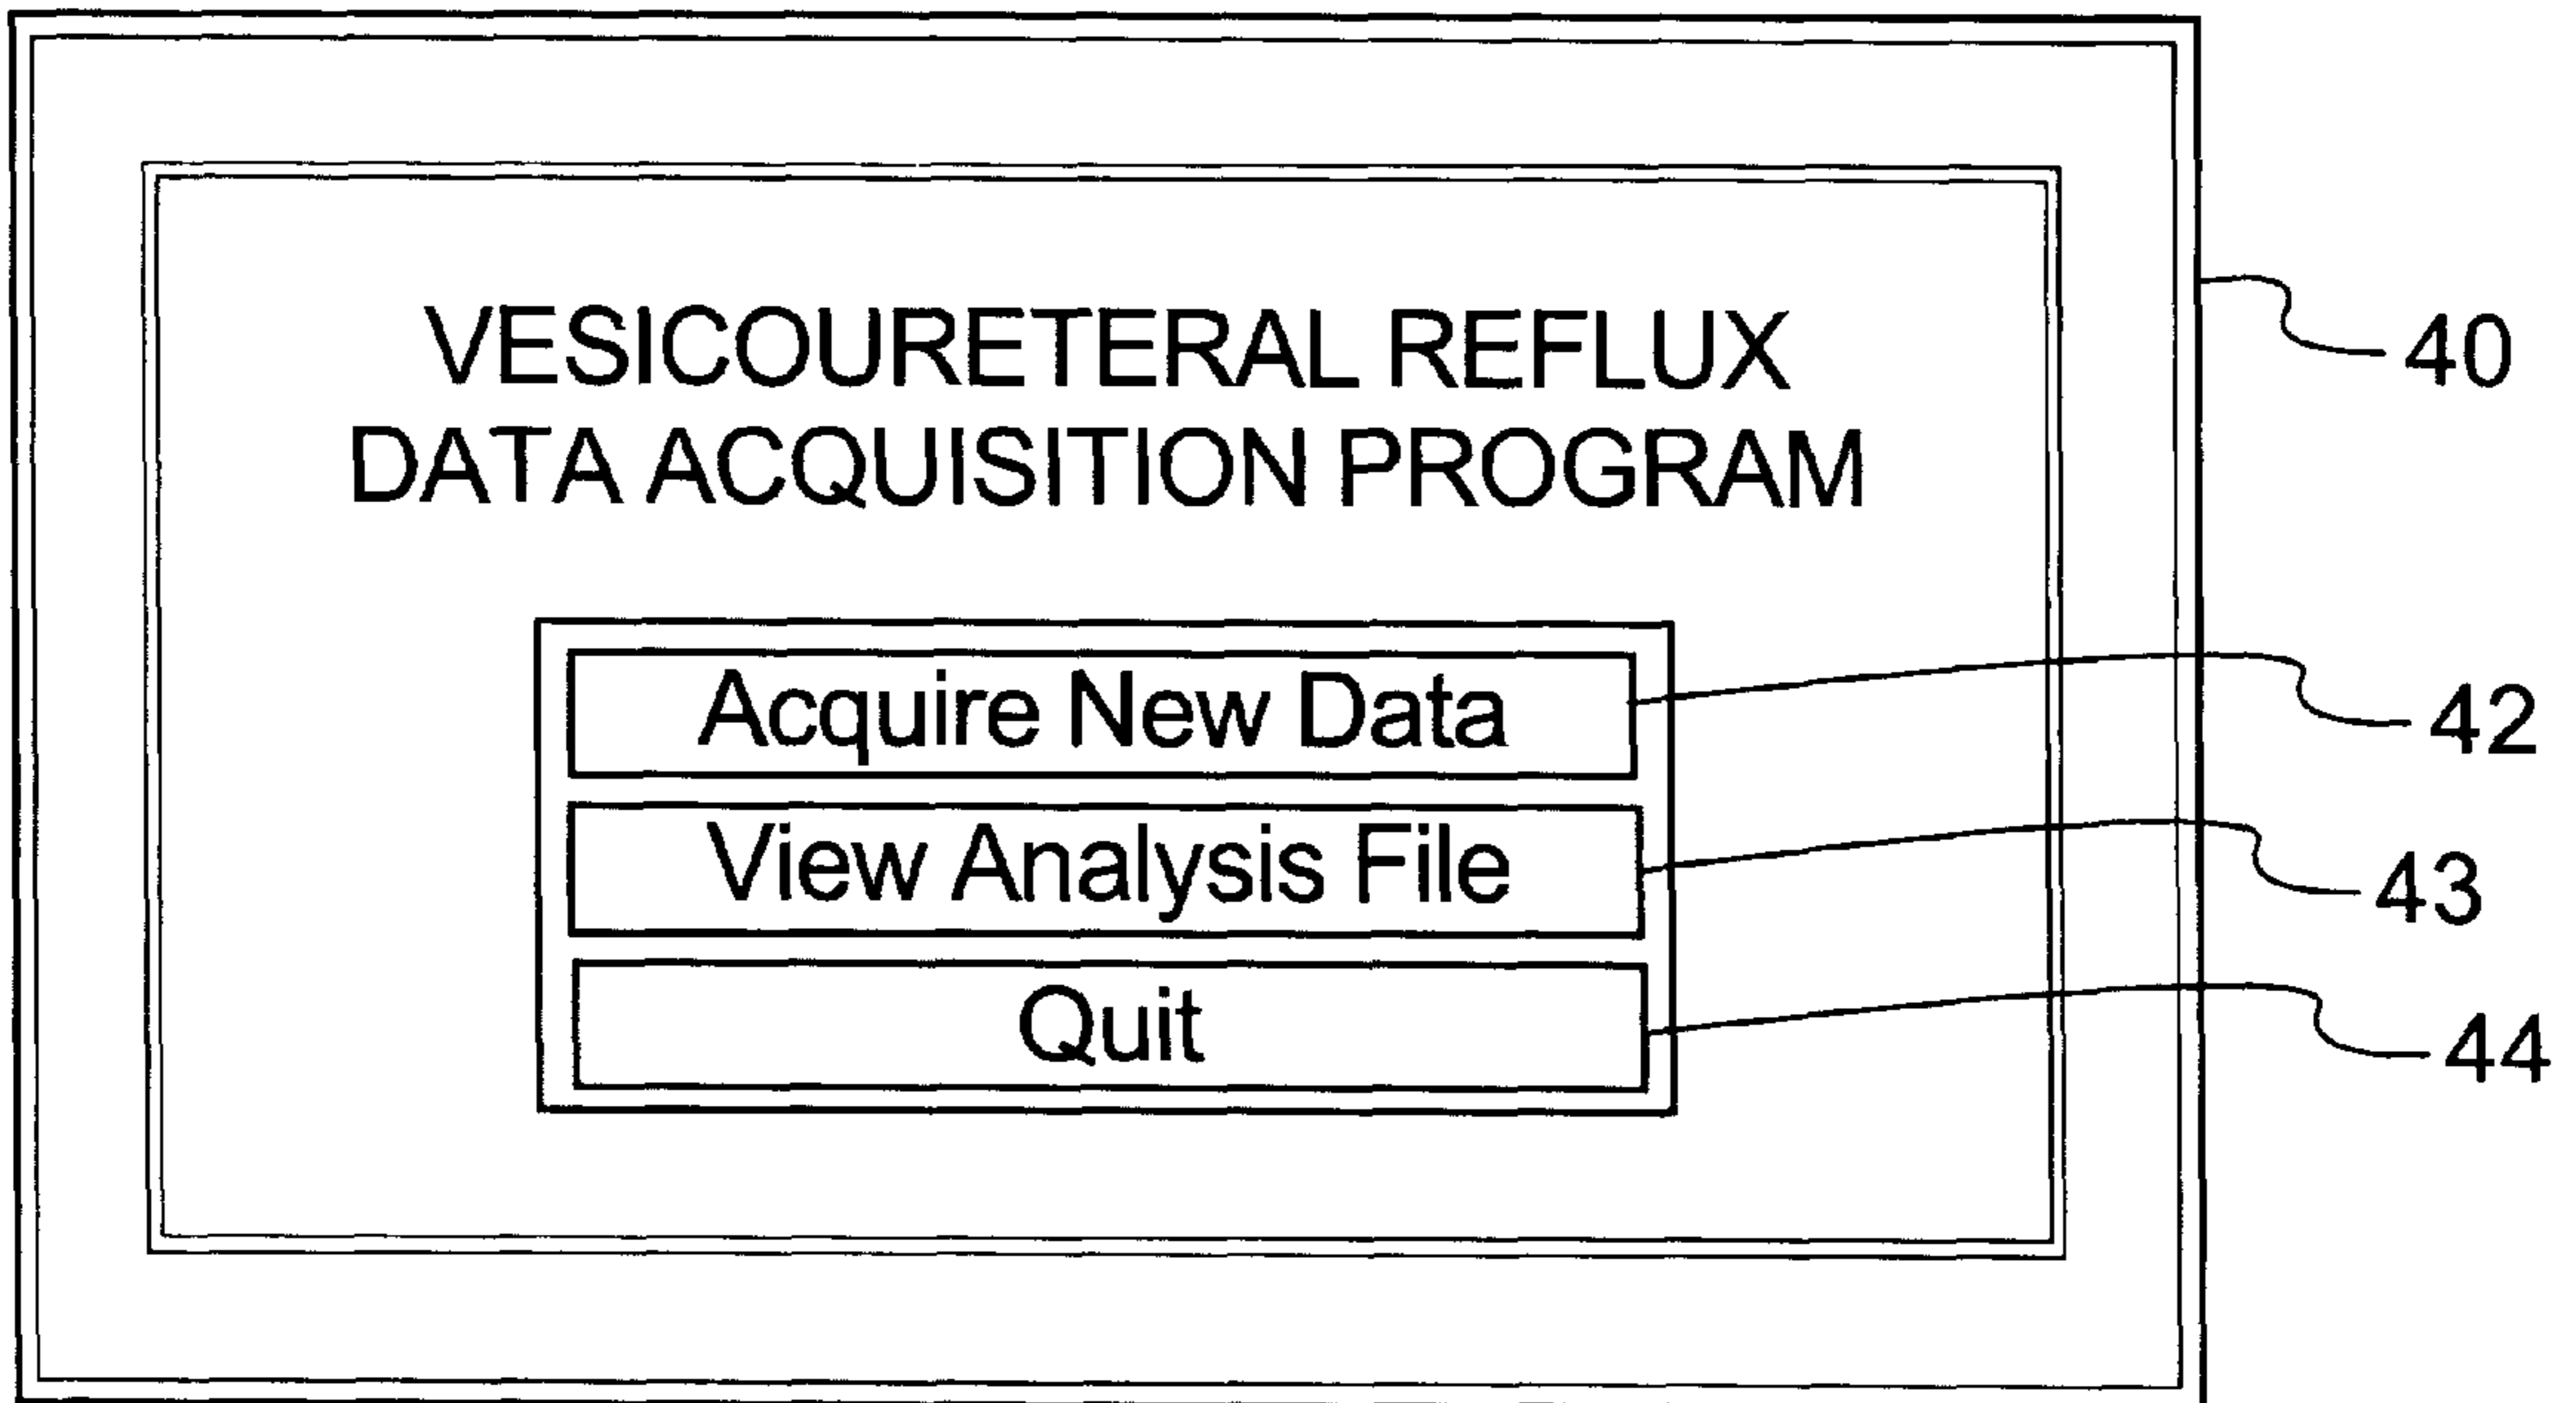 VESICOURETERAL REFLUX
DATA ACQUISITION PROGRAM
40
Acquire New Data
42
View Analysis File
43
Quit
44